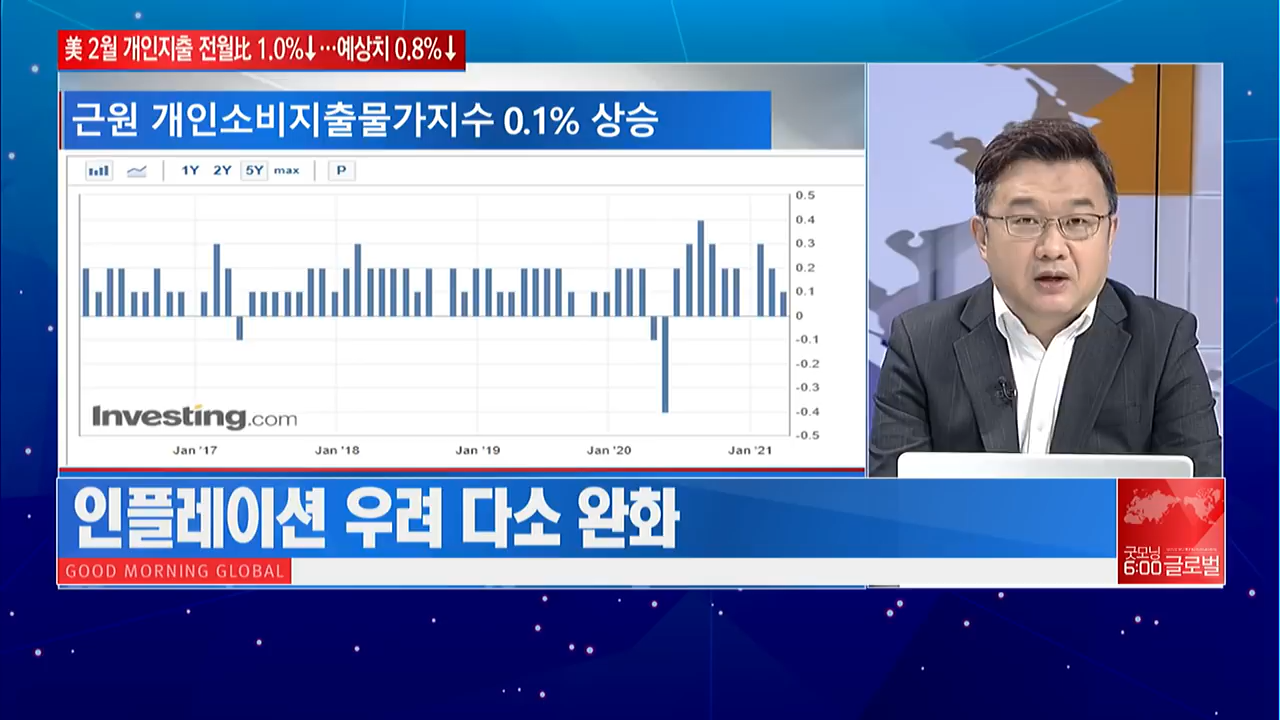 美 2월 개인지출 전월比 1.0%↓…예상치 0.8%↓
근원 개인소비지출물가지수 0.1% 상승
1Y 2Y 5Y max P
0.5
0.4
0.3
0.2
0.1
0
-0.1
-0.2
-0.3
-0.4
-0.5
Investing.com
Jan '17 Jan '18 Jan '19 Jan '20 Jan '21
인플레이션 우려 다소 완화
GOOD MORNING GLOBAL
굿모닝
6:00 글로벌